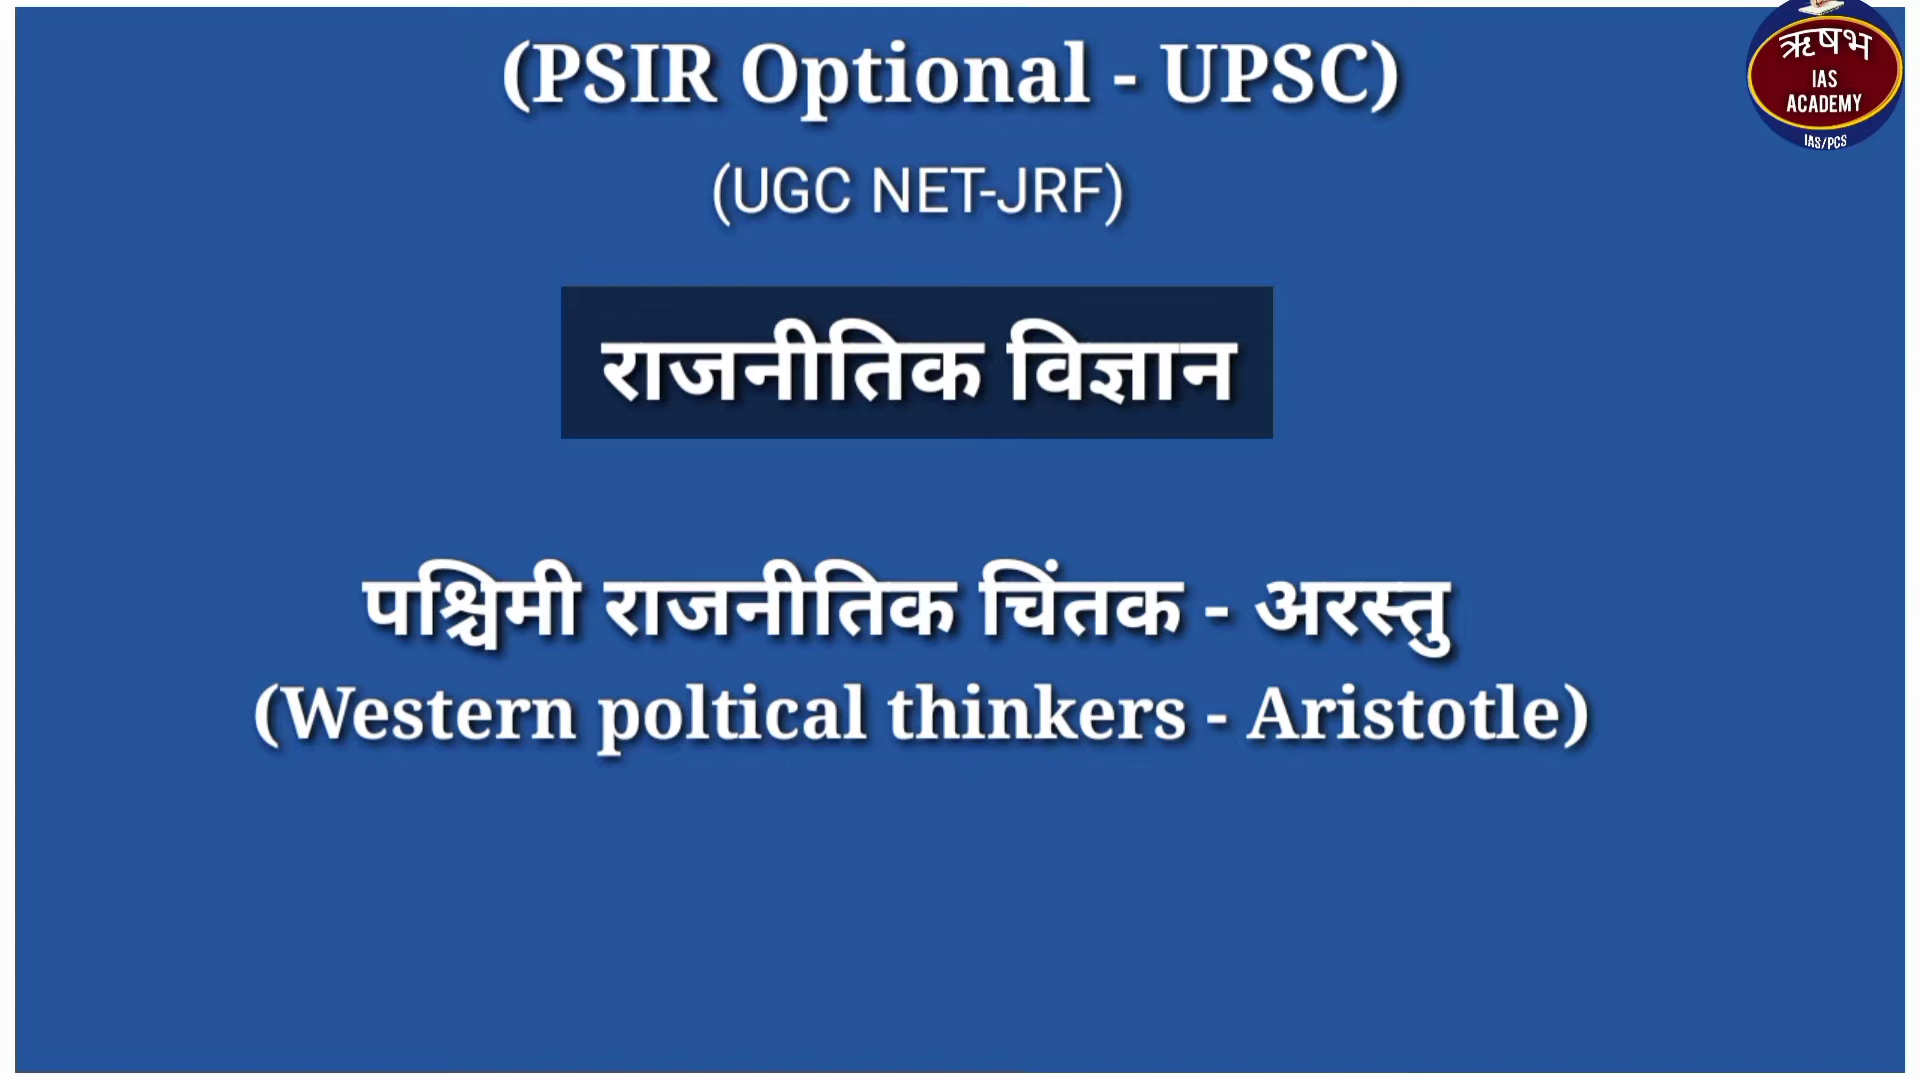 (PSIR Optional - UPSC)
ऋषभ
IAS
ACADEMY
IAS/PCS
(UGC NET-JRF)
राजनीतिक विज्ञान
पश्चिमी राजनीतिक चिंतक - अरस्तु
(Western poltical thinkers - Aristotle)